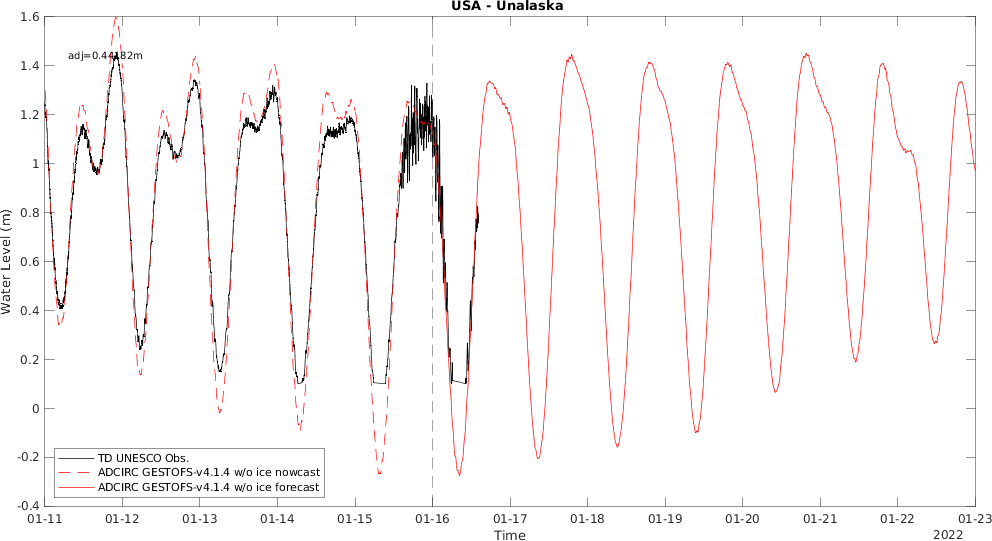 USA - Unalaska
1.6
1.4
1.2
1
0.8
0.6
0.4
0.2
0
-0.2
-0.4
Water Level (m)
adj=0.44182m
TD UNESCO Obs.
ADCIRC GESTOFS-v4.1.4 w/o ice nowcast
ADCIRC GESTOFS-v4.1.4 w/o ice forecast
01-11 01-12 01-13 01-14 01-15 01-16 01-17 01-18 01-19 01-20 01-21 01-22 01-23
Time
2022